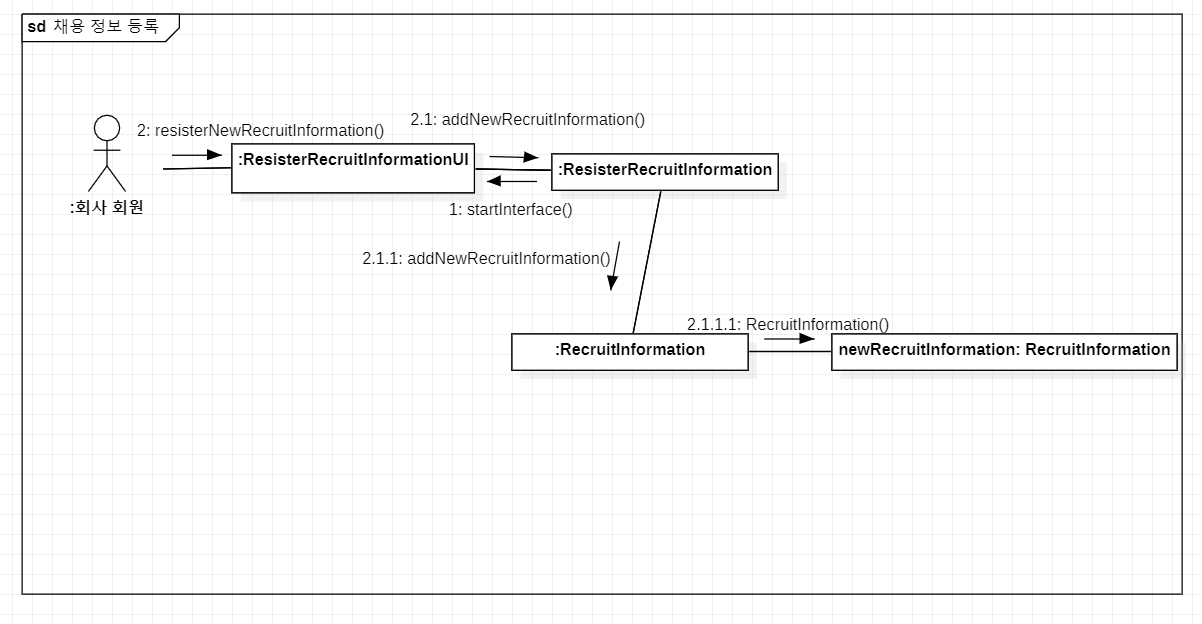 sd 채용 정보 등록
2: resisterNewRecruitInformation()
2.1: addNewRecruitInformation()
:ResisterRecruitInformationUI
:ResisterRecruitInformation
:회사 회원
1: startInterface()
2.1.1: addNewRecruitInformation()
2.1.1.1: RecruitInformation()
:RecruitInformation
newRecruitInformation: RecruitInformation